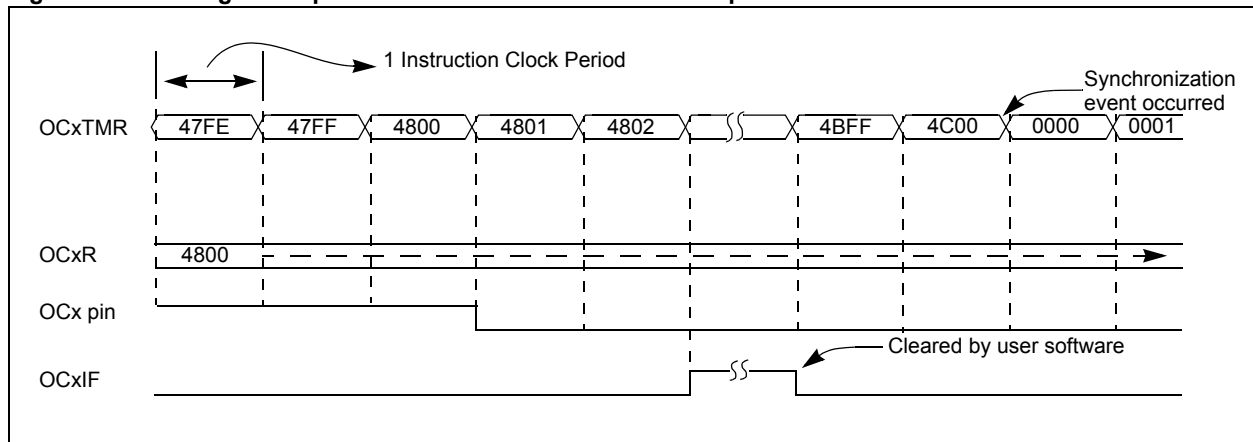 1 Instruction Clock Period
Synchronization
event occurred
OCxTMR 47FE 47FF 4800 4801 4802 4BFF 4C00 0000 0001
OCxR 4800
OCx pin
Cleared by user software
OCxIF